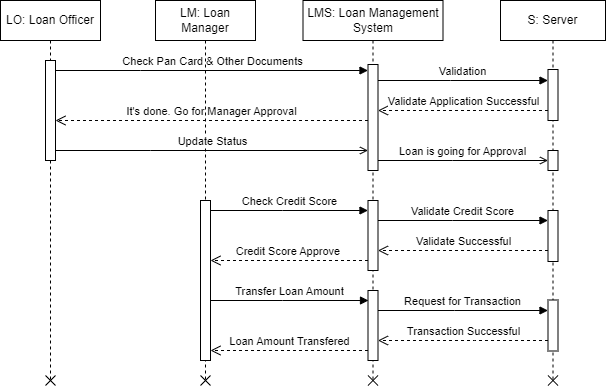 LO: Loan Officer
LM: Loan
Manager
LMS: Loan Management
System
S: Server
Check Pan Card & Other Documents
Validation
Validate Application Successful
It's done. Go for Manager Approval
Update Status
Loan is going for Approval
Check Credit Score
Validate Credit Score
Validate Successful
Credit Score Approve
Transfer Loan Amount
Request for Transaction
Transaction Successful
Loan Amount Transfered